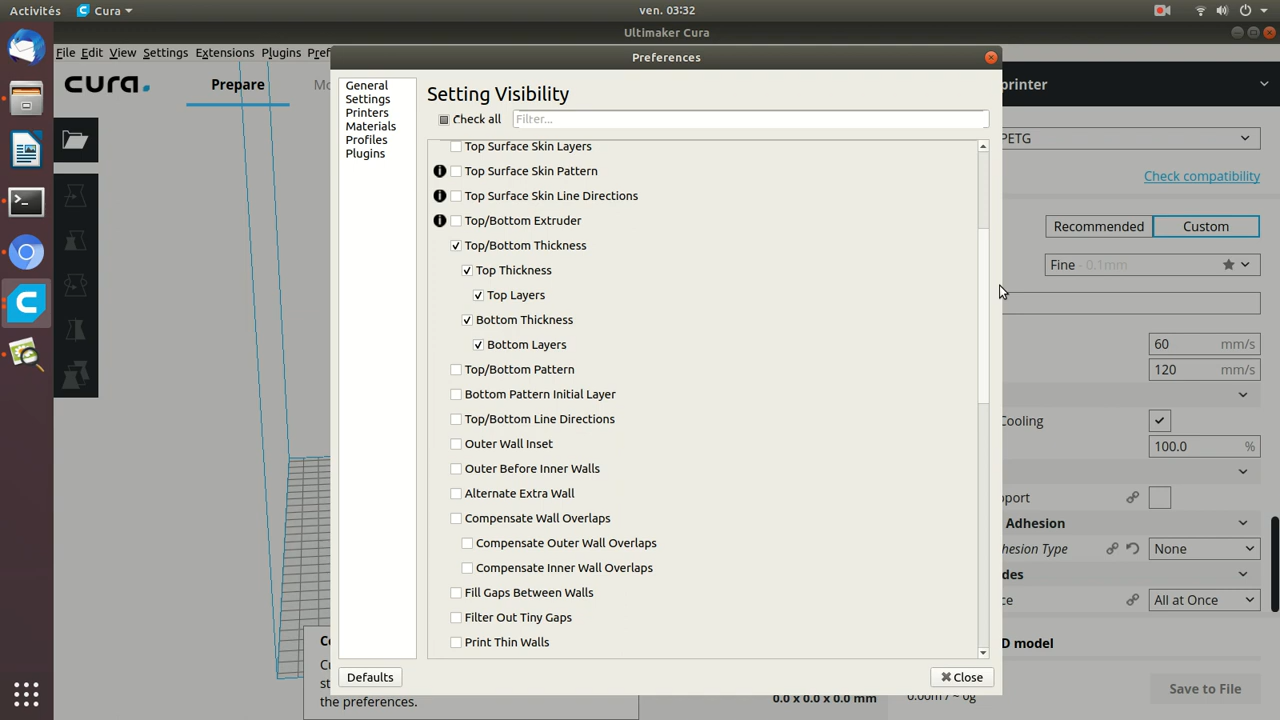 Activités
Cura
ven. 03:32
Ultimaker Cura
File Edit View Settings Extensions Plugins Pref
Preferences
cura.
Prepare
Mo
printer
General
Settings
Printers
Materials
Profiles
Plugins
Setting Visibility
Check all
Filter...
Top Surface Skin Layers
Top Surface Skin Pattern
Top Surface Skin Line Directions
Top/Bottom Extruder
Top/Bottom Thickness
Top Thickness
Top Layers
Bottom Thickness
Bottom Layers
Top/Bottom Pattern
Bottom Pattern Initial Layer
Top/Bottom Line Directions
Outer Wall Inset
Outer Before Inner Walls
Alternate Extra Wall
Compensate Wall Overlaps
Compensate Outer Wall Overlaps
Compensate Inner Wall Overlaps
Fill Gaps Between Walls
Filter Out Tiny Gaps
Print Thin Walls
Defaults
Close
PETG
Check compatibility
Recommended
Custom
Fine - 0.1mm
60 mm/s
120 mm/s
Cooling
100.0 %
port
Adhesion
hesion Type
None
des
ce
All at Once
D model
the preferences.
0.0 x 0.0 x 0.0 mm
0.00m / ~ 0g
Save to File